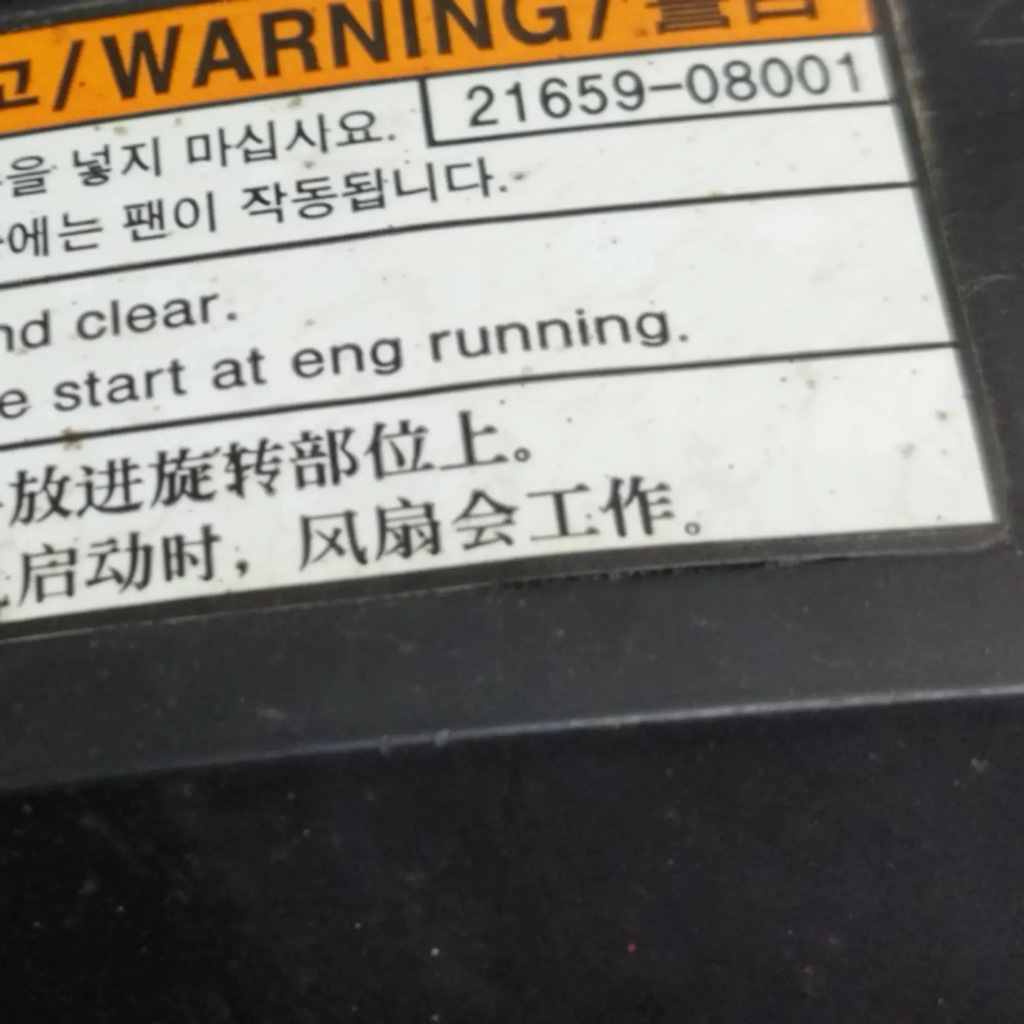 고/WARNING/警告
21659-08001
을 넣지 마십시요.
에는 팬이 작동됩니다.
nd clear.
e start at eng running.
放进旋转部位上。
启动时，风扇会工作。